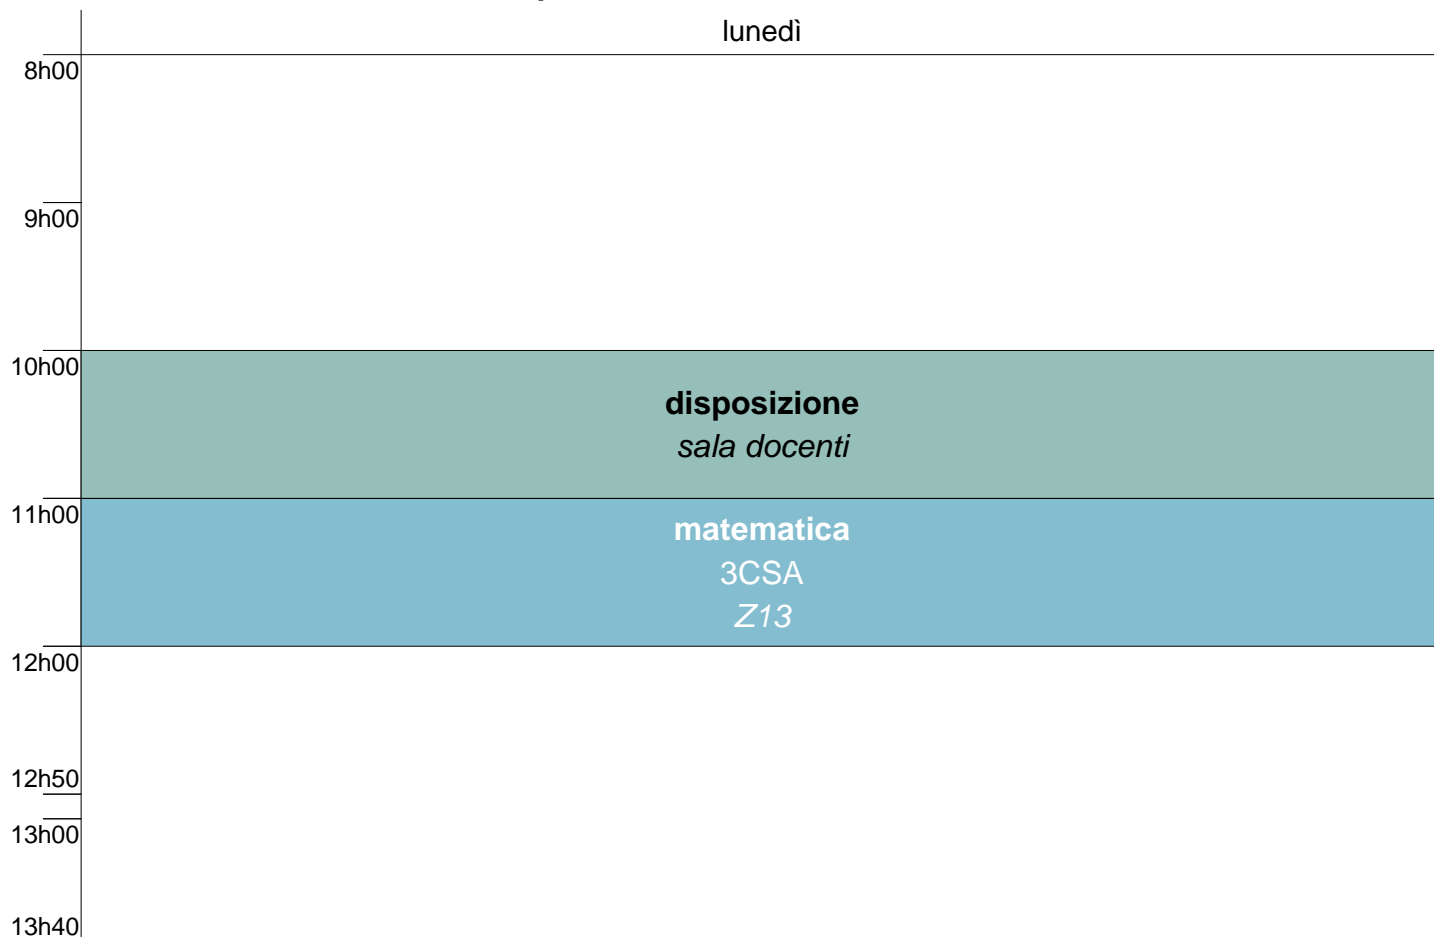 lunedì
8h00
9h00
10h00
disposizione
sala docenti
11h00
matematica
3CSA
Z13
12h00
12h50
13h00
13h40